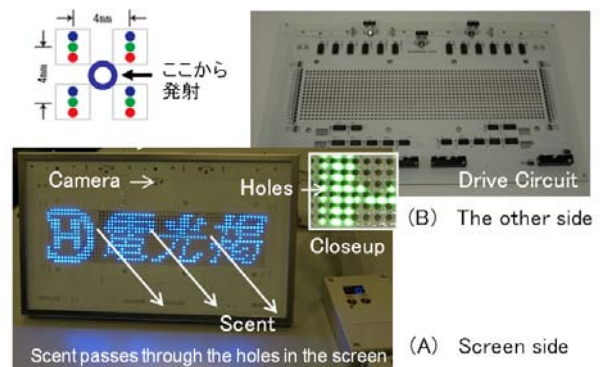 4mm
4mm
ここから
発射
Drive Circuit
(B) The other side
Camera
Holes
Closeup
電光掲
Scent
Scent passes through the holes in the screen
(A) Screen side